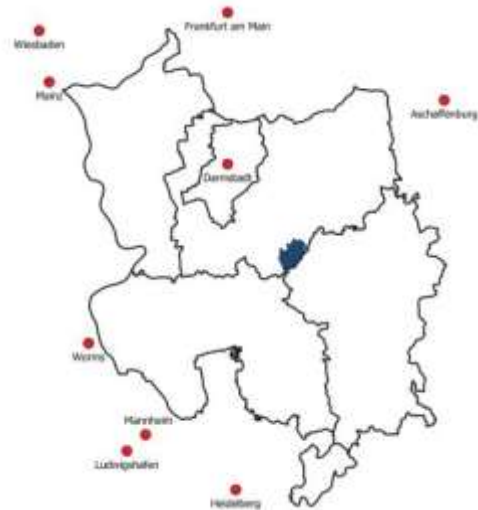 Frankfurt am Main
Wiesbaden
Mainz
Aschaffenburg
Darmstadt
Worms
Mannheim
Ludwigshafen
Heidelberg